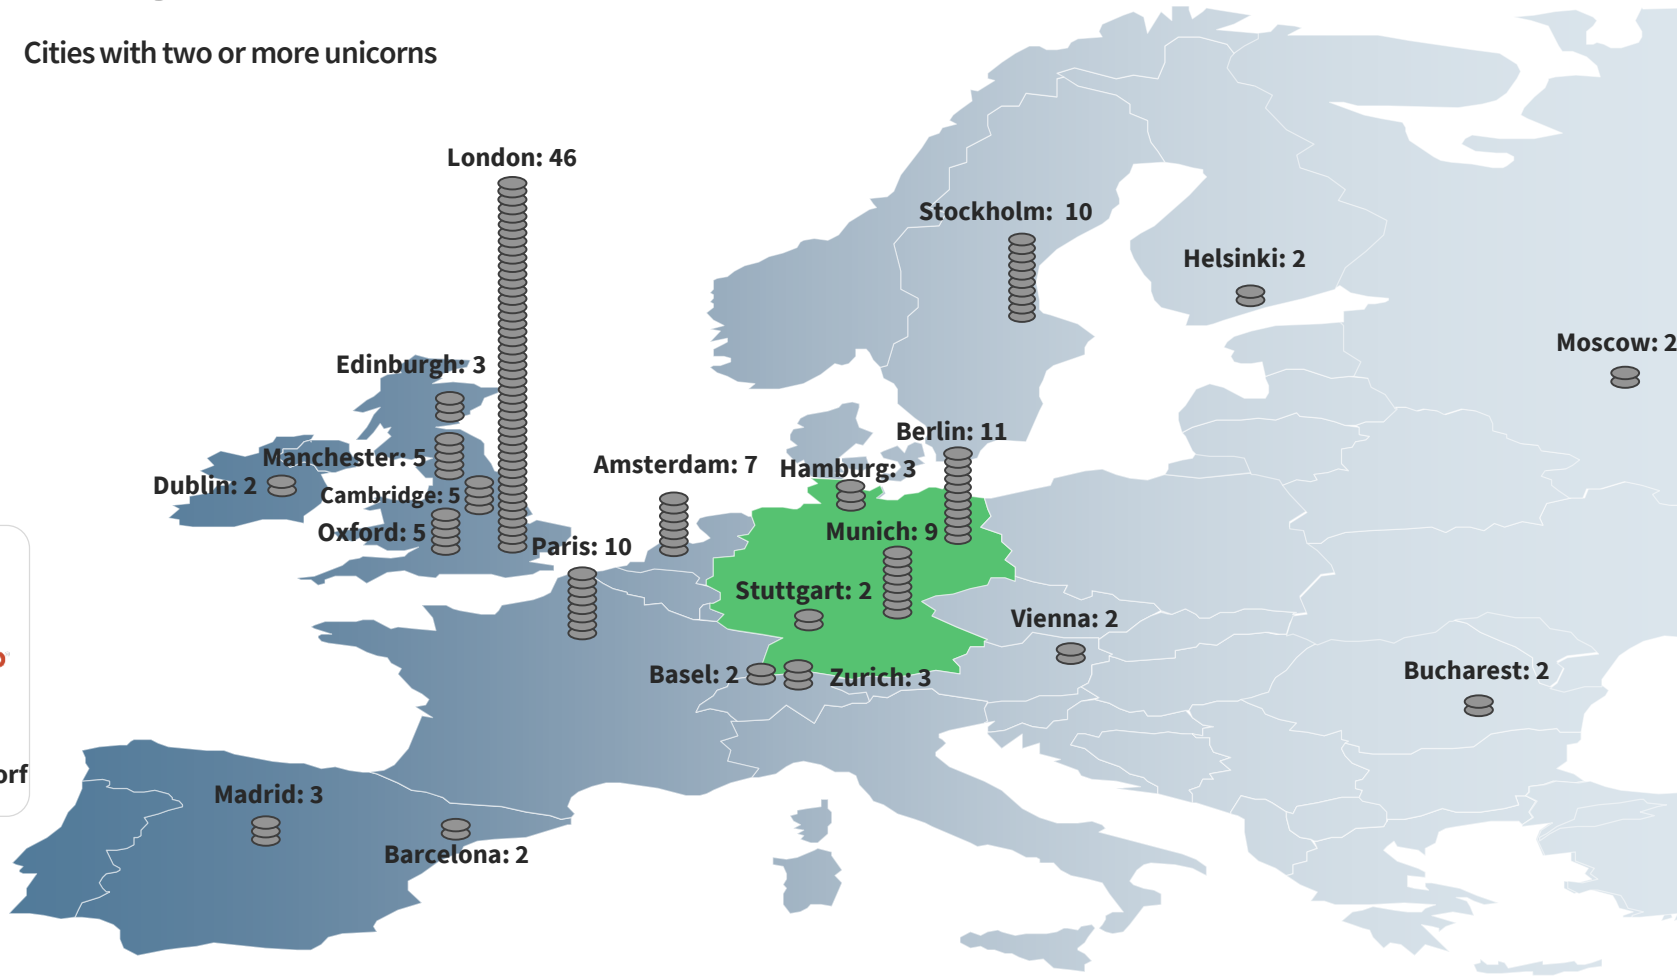 Cities with two or more unicorns
London: 46
Stockholm: 10
Helsinki: 2
Moscow: 2
Edinburgh: 3
Berlin: 11
Manchester: 5
Amsterdam: 7
Hamburg: 3
Dublin: 2
Cambridge: 5
Oxford: 5
Munich: 9
Paris: 10
Stuttgart: 2
Vienna: 2
Basel: 2
Zurich: 3
Bucharest: 2
orf
Madrid: 3
Barcelona: 2